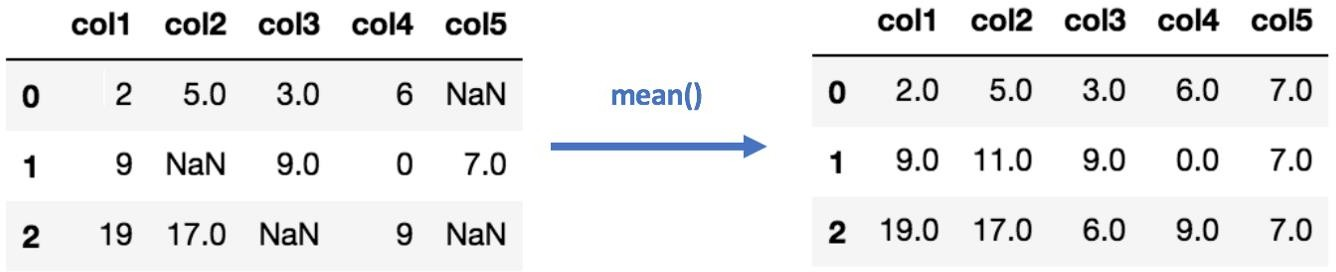 col1 col2 col3 col4 col5
0 2 5.0 3.0 6 NaN
1 9 NaN 9.0 0 7.0
2 19 17.0 NaN 9 NaN
mean()
col1 col2 col3 col4 col5
0 2.0 5.0 3.0 6.0 7.0
1 9.0 11.0 9.0 0.0 7.0
2 19.0 17.0 6.0 9.0 7.0